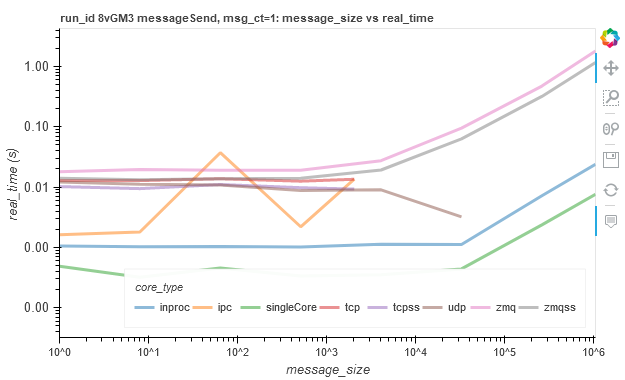 run_id 8vGM3 messageSend, msg_ct=1: message_size vs real_time
real_time (s)
1.00
0.10
0.01
0.00
0.00
core_type
inproc ipc singleCore tcp tcpss udp zmq zmqss
10^0 10^1 10^2 10^3 10^4 10^5 10^6
message_size